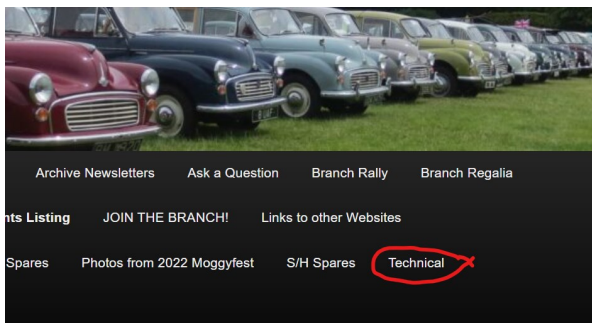 Archive Newsletters Ask a Question Branch Rally Branch Regalia
nts Listing JOIN THE BRANCH! Links to other Websites
Spares Photos from 2022 Moggyfest S/H Spares Technical